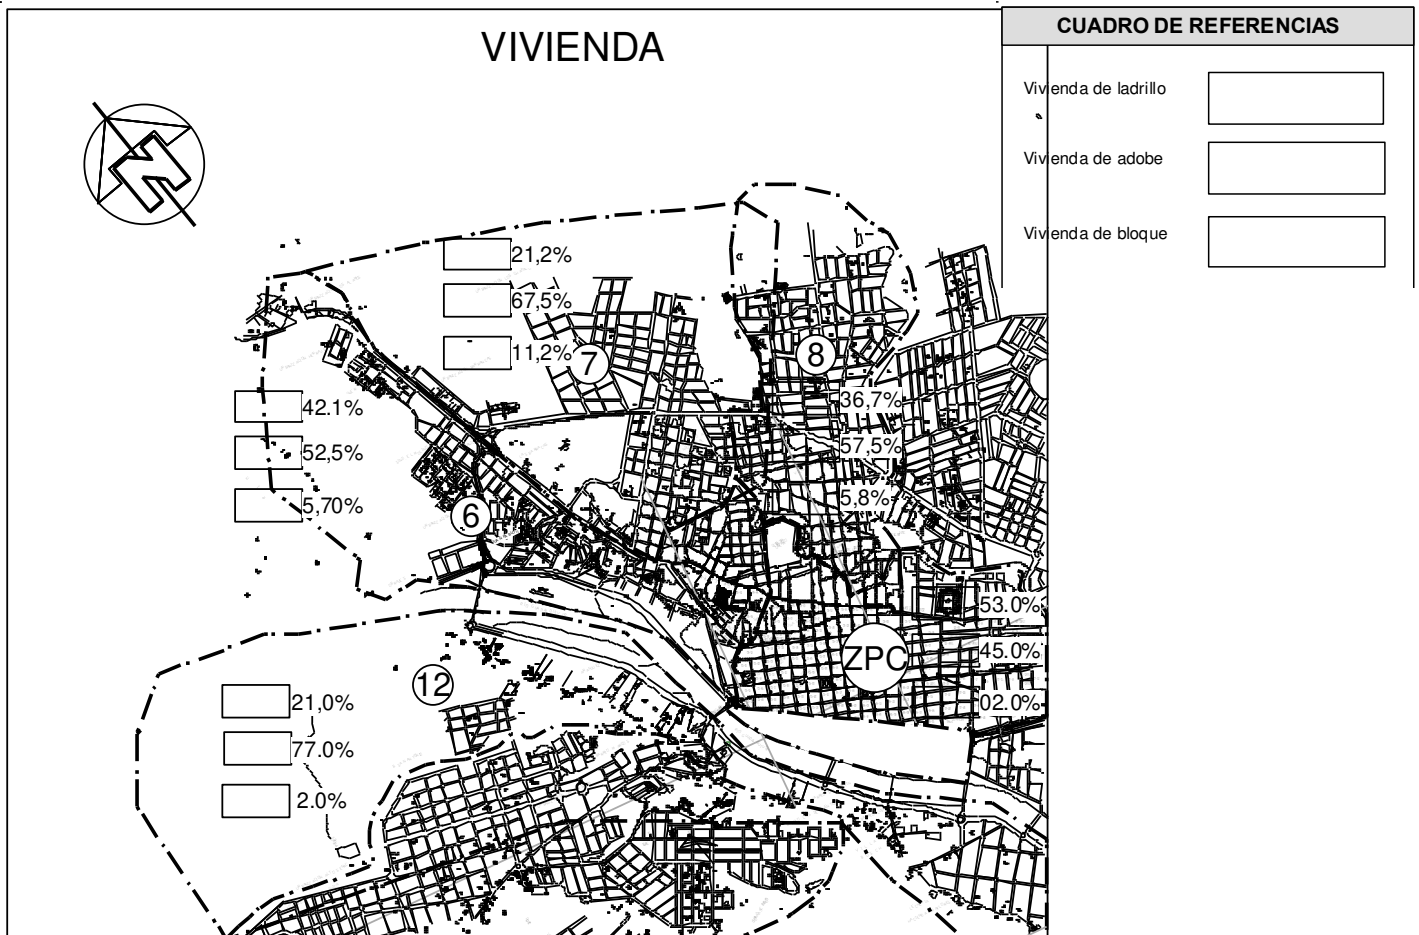 VIVIENDA
CUADRO DE REFERENCIAS
Vivienda de ladrillo
Vivienda de adobe
Vivienda de bloque
N
21,2%
67,5%
11,2%
7
8
36,7%
57,5%
5,8%
42.1%
52,5%
5,70%
6
53.0%
45.0%
02.0%
ZPC
12
21,0%
77.0%
2.0%